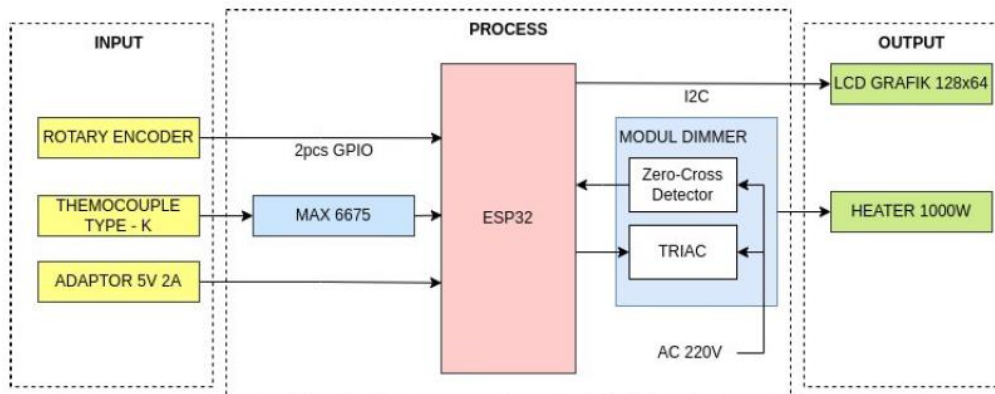 INPUT
PROCESS
OUTPUT
LCD GRAFIK 128x64
I2C
ROTARY ENCODER
2pcs GPIO
MODUL DIMMER
Zero-Cross
Detector
THEMOCOUPLE
TYPE - K
MAX 6675
ESP32
HEATER 1000W
TRIAC
ADAPTOR 5V 2A
AC 220V